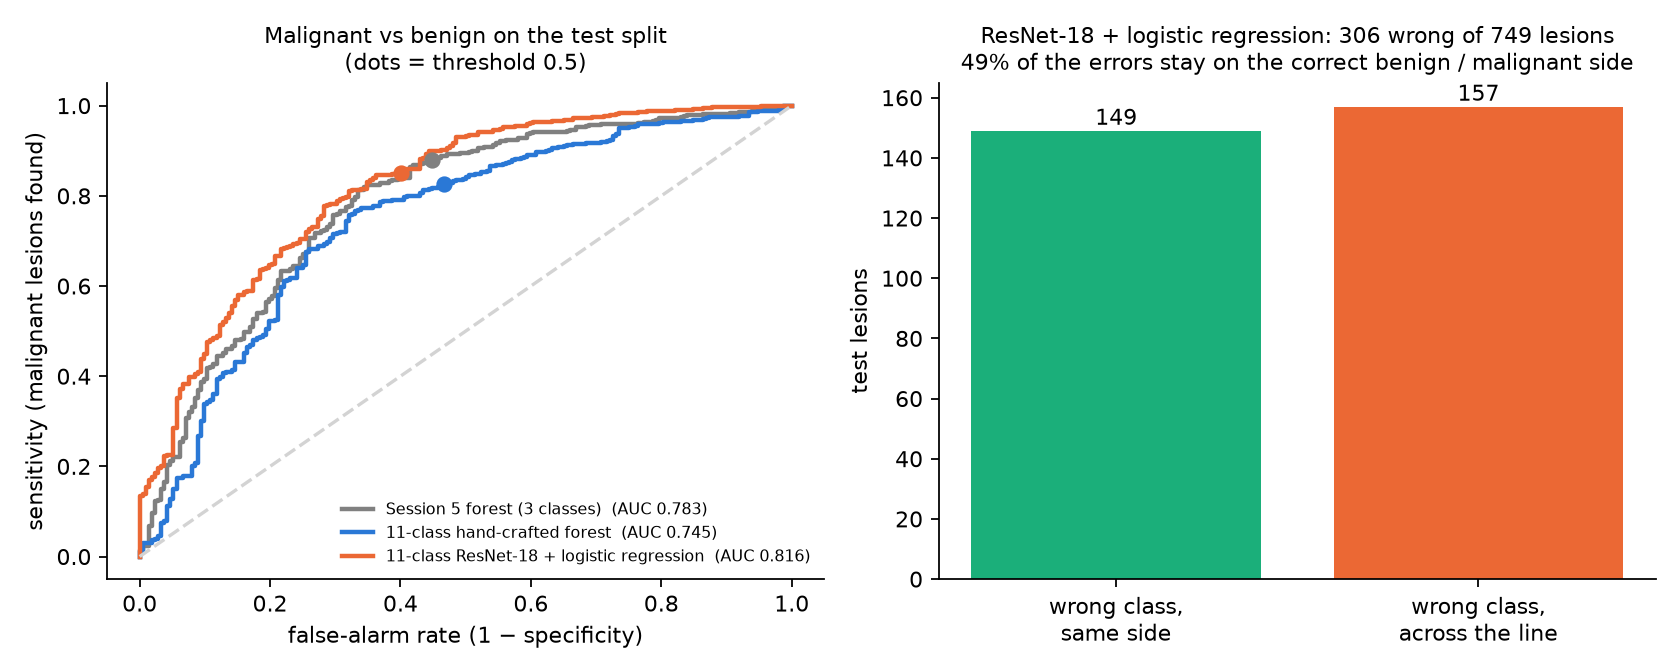 Malignant vs benign on the test split
(dots = threshold 0.5)
sensitivity (malignant lesions found)
1.0
0.8
0.6
0.4
0.2
0.0
Session 5 forest (3 classes)  (AUC 0.783)
11-class hand-crafted forest  (AUC 0.745)
11-class ResNet-18 + logistic regression  (AUC 0.816)
0.0 0.2 0.4 0.6 0.8 1.0
false-alarm rate (1 − specificity)
ResNet-18 + logistic regression: 306 wrong of 749 lesions
49% of the errors stay on the correct benign / malignant side
test lesions
160
140
120
100
80
60
40
20
0
149
157
wrong class,
same side
wrong class,
across the line